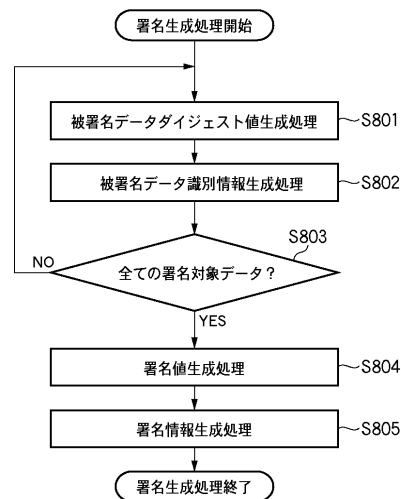 署名生成処理開始
被署名データダイジェスト値生成処理
S801
被署名データ識別情報生成処理
S802
S803
全ての署名対象データ？
NO
YES
署名値生成処理
S804
署名情報生成処理
S805
署名生成処理終了